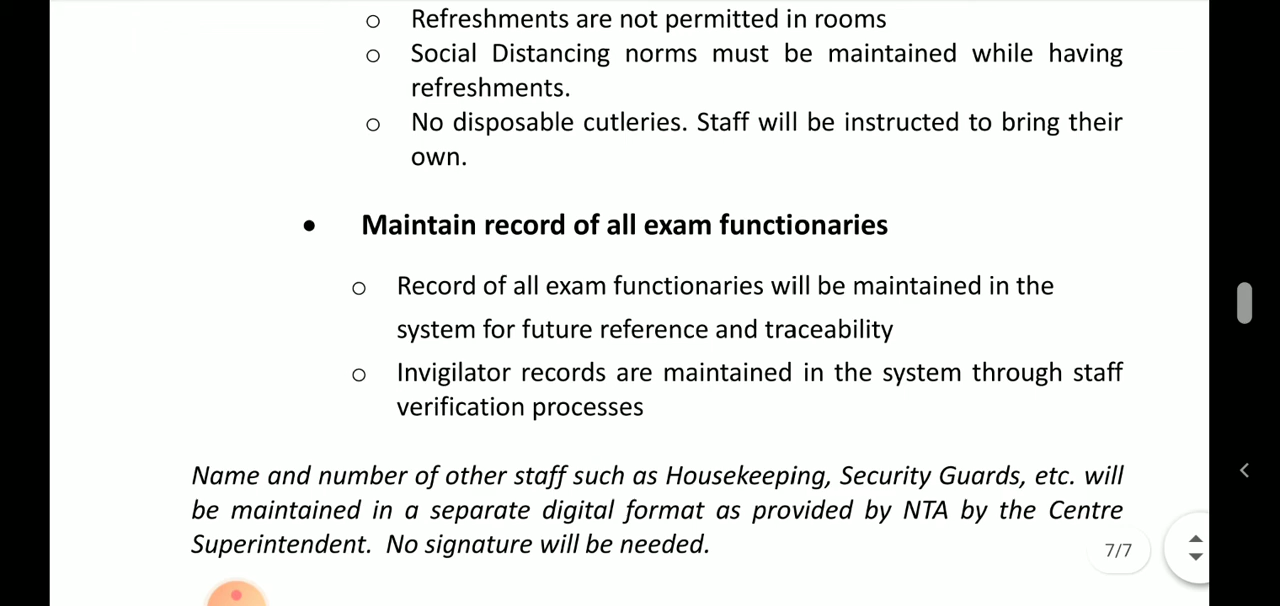 o Refreshments are not permitted in rooms
o Social Distancing norms must be maintained while having
refreshments.
o No disposable cutleries. Staff will be instructed to bring their
own.
• Maintain record of all exam functionaries
o Record of all exam functionaries will be maintained in the
system for future reference and traceability
o Invigilator records are maintained in the system through staff
verification processes
Name and number of other staff such as Housekeeping, Security Guards, etc. will
be maintained in a separate digital format as provided by NTA by the Centre
Superintendent. No signature will be needed.
7/7